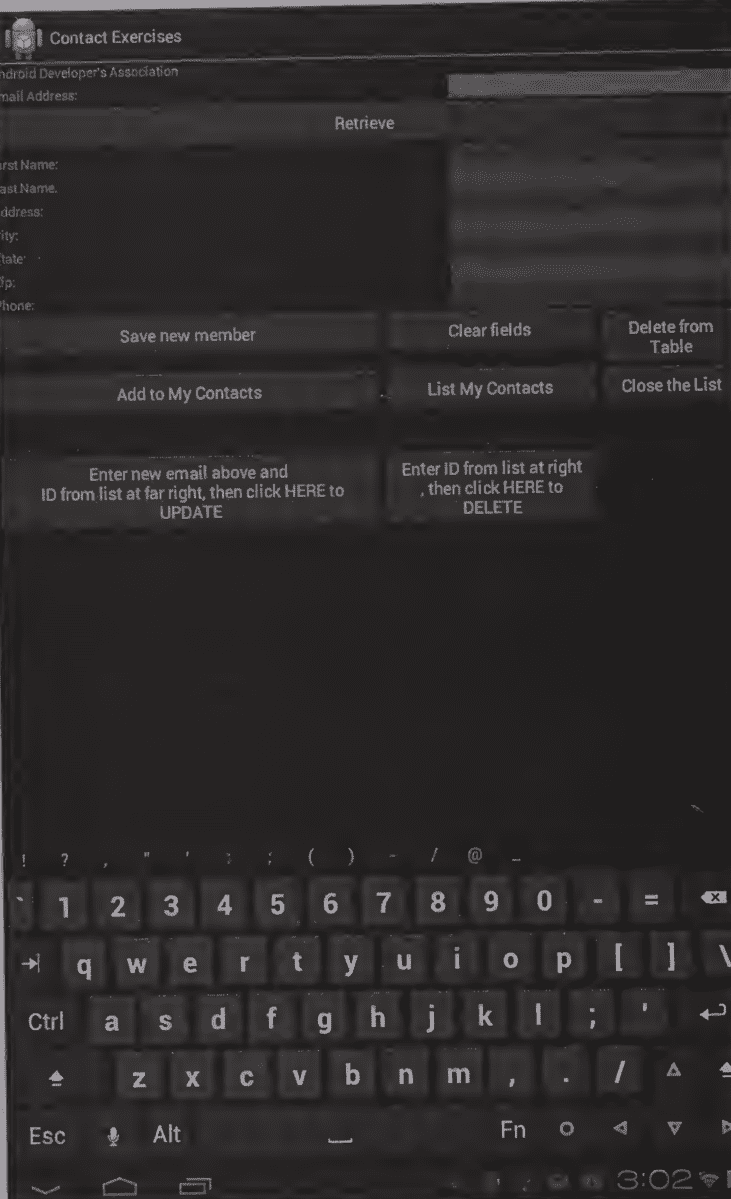 Contact Exercises
ndroid Developer's Association
mail Address:
Retrieve
irst Name:
ast Name.
ddress:
ity:
tate
ip:
hone:
Save new member
Clear fields
Delete from
Table
Add to My Contacts
List My Contacts
Close the List
Enter new email above and
ID from list at far right, then click HERE to
UPDATE
Enter ID from list at right
, then click HERE to
DELETE
! ? , " ' : ; ( ) - / @ _
` 1 2 3 4 5 6 7 8 9 0 - =
q w e r t y u i o p [ ] \
Ctrl a s d f g h j k l ; '
z x c v b n m , . /
Esc Alt Fn
3:02